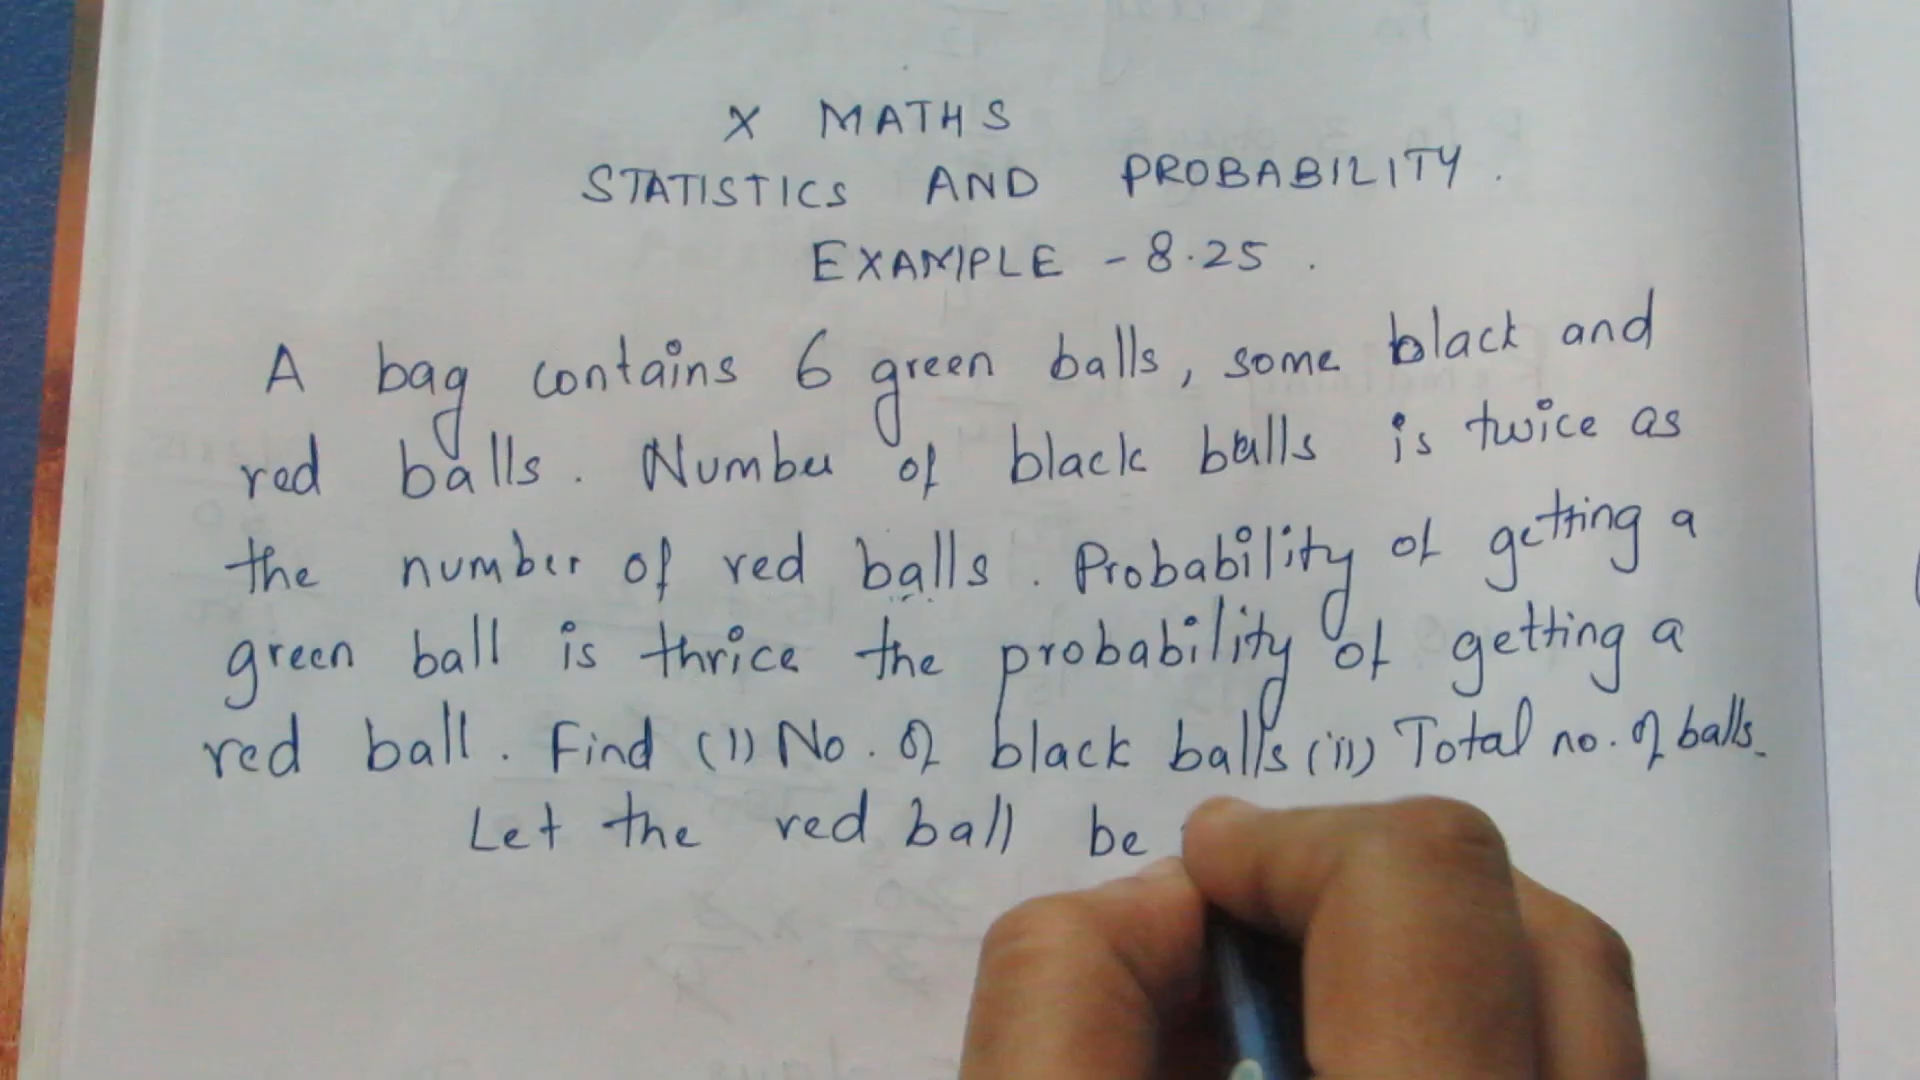 X MATHS
STATISTICS AND PROBABILITY.
EXAMPLE - 8.25.
A bag contains 6 green balls, some black and
red balls. Number of black balls is twice as
the number of red balls. Probability of getting a
green ball is thrice the probability of getting a
red ball. Find (i) No. of black balls (ii) Total no. of balls.
Let the red ball be